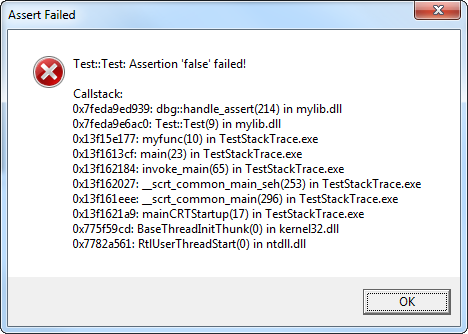 Assert Failed
Test::Test: Assertion 'false' failed!
Callstack:
0x7feda9ed939: dbg::handle_assert(214) in mylib.dll
0x7feda9e6ac0: Test::Test(9) in mylib.dll
0x13f15e177: myfunc(10) in TestStackTrace.exe
0x13f1613cf: main(23) in TestStackTrace.exe
0x13f162184: invoke_main(65) in TestStackTrace.exe
0x13f162027: __scrt_common_main_seh(253) in TestStackTrace.exe
0x13f161eee: __scrt_common_main(296) in TestStackTrace.exe
0x13f1621a9: mainCRTStartup(17) in TestStackTrace.exe
0x775f59cd: BaseThreadInitThunk(0) in kernel32.dll
0x7782a561: RtlUserThreadStart(0) in ntdll.dll
OK